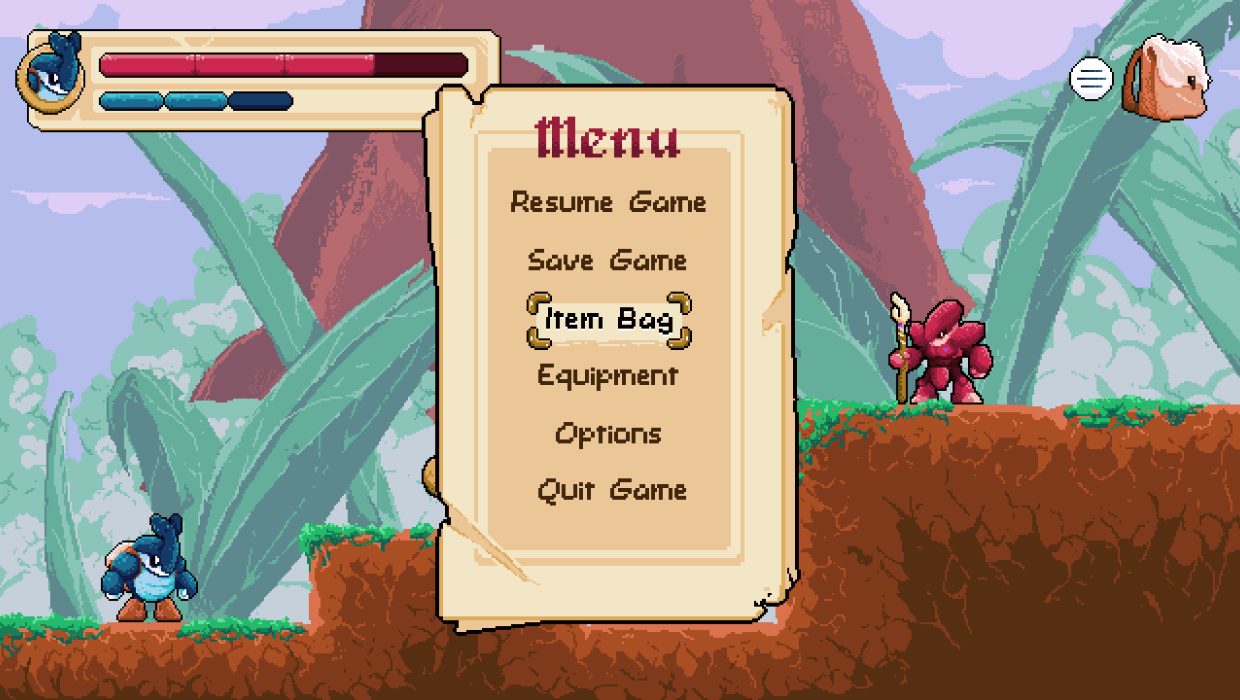 Menu
Resume Game
Save Game
Item Bag
Equipment
Options
Quit Game